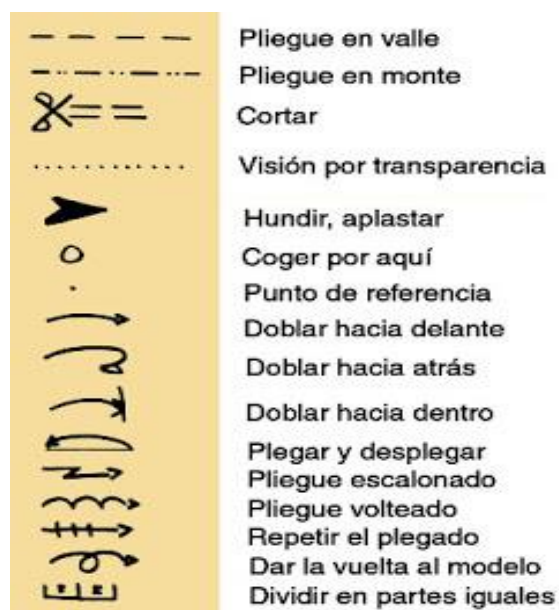 Pliegue en valle
Pliegue en monte
Cortar
Visión por transparencia
Hundir, aplastar
Coger por aquí
Punto de referencia
Doblar hacia delante
Doblar hacia atrás
Doblar hacia dentro
Plegar y desplegar
Pliegue escalonado
Pliegue volteado
Repetir el plegado
Dar la vuelta al modelo
Dividir en partes iguales